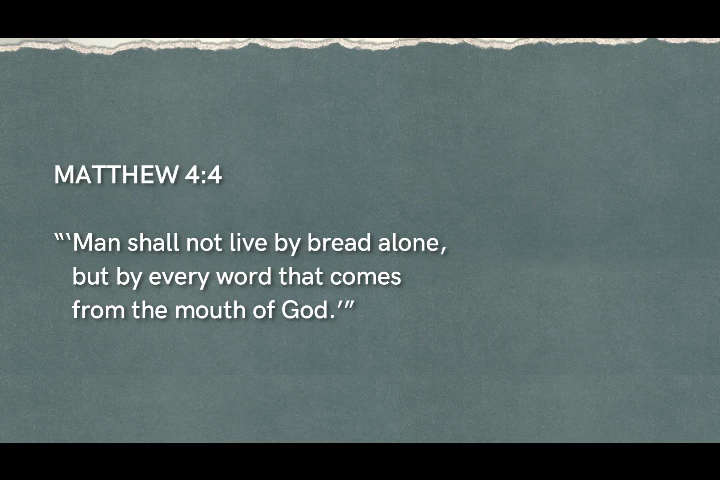 MATTHEW 4:4
“‘Man shall not live by bread alone,
but by every word that comes
from the mouth of God.’”